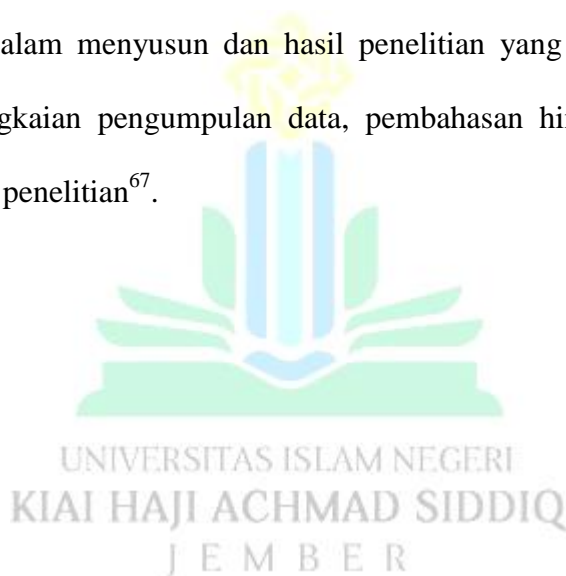 alam menyusun dan hasil penelitian yang
gkaian pengumpulan data, pembahasan hi
penelitian⁶⁷.
UNIVERSITAS ISLAM NEGERI
KIAI HAJI ACHMAD SIDDIQ
J E M B E R